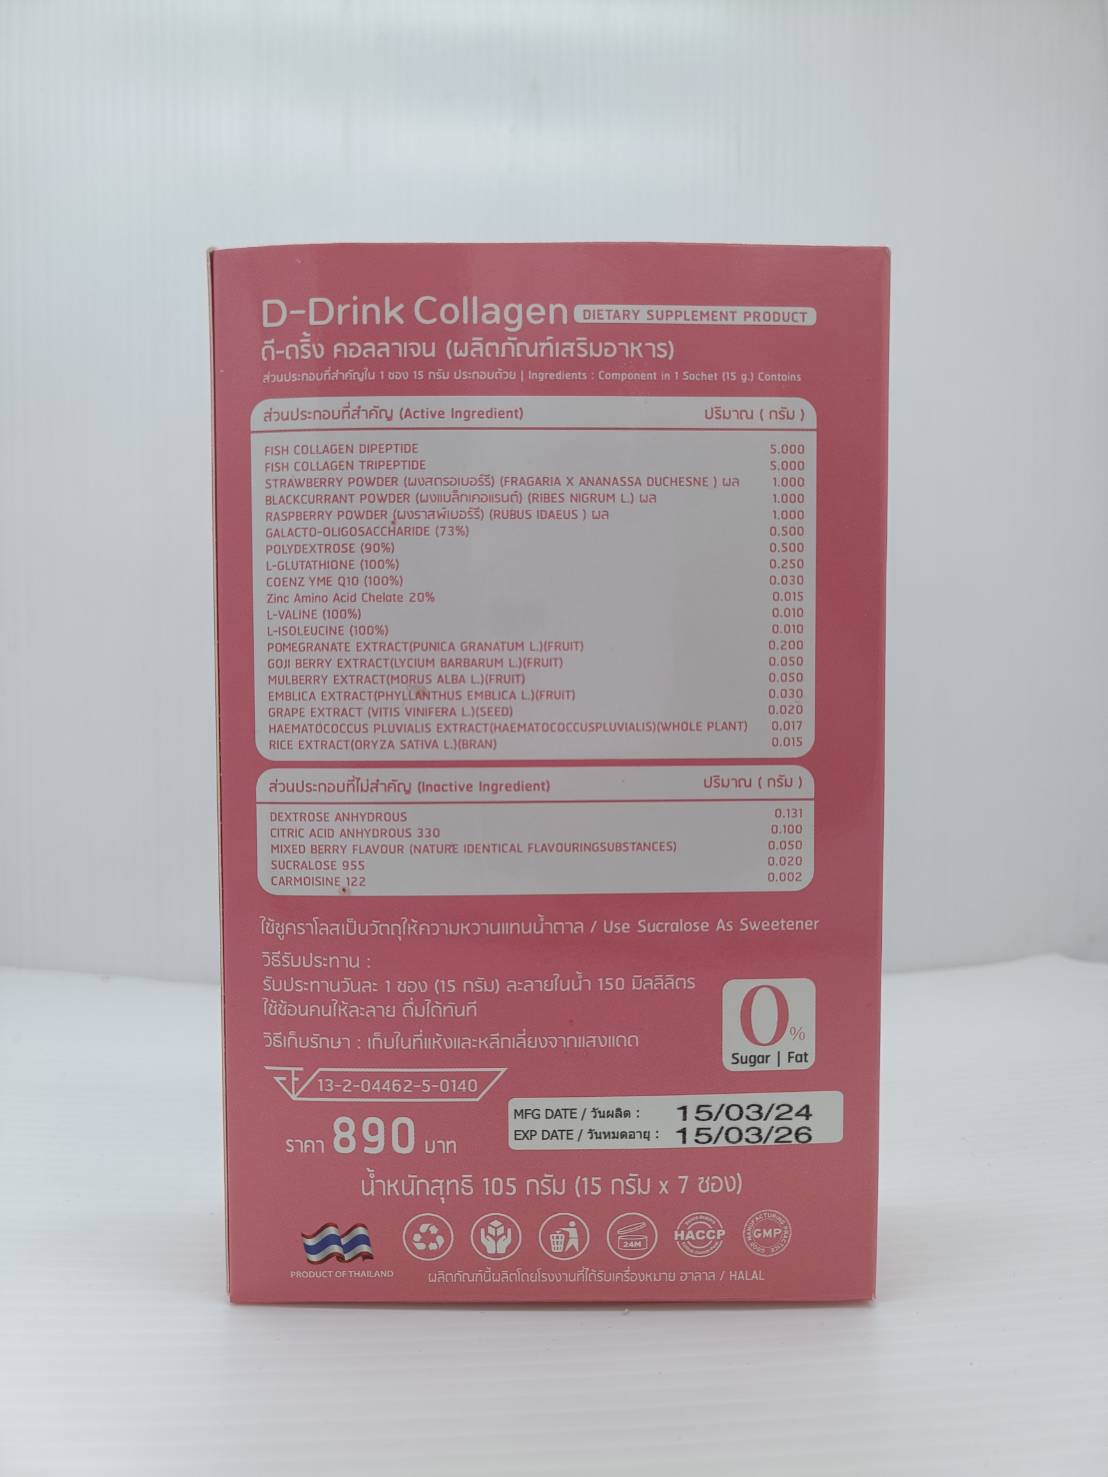 D-Drink Collagen DIETARY SUPPLEMENT PRODUCT
ดี-ดริ้ง คอลลาเจน (ผลิตภัณฑ์เสริมอาหาร)
ส่วนประกอบที่สำคัญใน 1 ซอง 15 กรัม ประกอบด้วย | Ingredients : Component in 1 Sachet (15 g.) Contains
ส่วนประกอบที่สำคัญ (Active Ingredient) ปริมาณ ( กรัม )
FISH COLLAGEN DIPEPTIDE 5.000
FISH COLLAGEN TRIPEPTIDE 5.000
STRAWBERRY POWDER (ผงสตรอเบอร์รี) (FRAGARIA X ANANASSA DUCHESNE ) ผล 1.000
BLACKCURRANT POWDER (ผงแบล็กเคอแรนต์) (RIBES NIGRUM L.) ผล 1.000
RASPBERRY POWDER (ผงราสพ์เบอร์รี) (RUBUS IDAEUS ) ผล 1.000
GALACTO-OLIGOSACCHARIDE (73%) 0.500
POLYDEXTROSE (90%) 0.500
L-GLUTATHIONE (100%) 0.250
COENZ YME Q10 (100%) 0.030
Zinc Amino Acid Chelate 20% 0.015
L-VALINE (100%) 0.010
L-ISOLEUCINE (100%) 0.010
POMEGRANATE EXTRACT(PUNICA GRANATUM L.)(FRUIT) 0.200
GOJI BERRY EXTRACT(LYCIUM BARBARUM L.)(FRUIT) 0.050
MULBERRY EXTRACT(MORUS ALBA L.)(FRUIT) 0.050
EMBLICA EXTRACT(PHYLLANTHUS EMBLICA L.)(FRUIT) 0.030
GRAPE EXTRACT (VITIS VINIFERA L.)(SEED) 0.020
HAEMATOCOCCUS PLUVIALIS EXTRACT(HAEMATOCOCCUSPLUVIALIS)(WHOLE PLANT) 0.017
RICE EXTRACT(ORYZA SATIVA L.)(BRAN) 0.015
ส่วนประกอบที่ไม่สำคัญ (Inactive Ingredient) ปริมาณ ( กรัม )
DEXTROSE ANHYDROUS 0.131
CITRIC ACID ANHYDROUS 330 0.100
MIXED BERRY FLAVOUR (NATURE IDENTICAL FLAVOURINGSUBSTANCES) 0.050
SUCRALOSE 955 0.020
CARMOISINE 122 0.002
ใช้ซูคราโลสเป็นวัตถุให้ความหวานแทนน้ำตาล / Use Sucralose As Sweetener
วิธีรับประทาน :
รับประทานวันละ 1 ซอง (15 กรัม) ละลายในน้ำ 150 มิลลิลิตร
ใช้ช้อนคนให้ละลาย ดื่มได้ทันที
วิธีเก็บรักษา : เก็บในที่แห้งและหลีกเลี่ยงจากแสงแดด
0%
Sugar | Fat
13-2-04462-5-0140
MFG DATE / วันผลิต : 15/03/24
EXP DATE / วันหมดอายุ : 15/03/26
ราคา 890 บาท
น้ำหนักสุทธิ 105 กรัม (15 กรัม x 7 ซอง)
24M
HACCP
GMP
PRODUCT OF THAILAND
ผลิตภัณฑ์นี้ผลิตโดยโรงงานที่ได้รับเครื่องหมาย ฮาลาล / HALAL